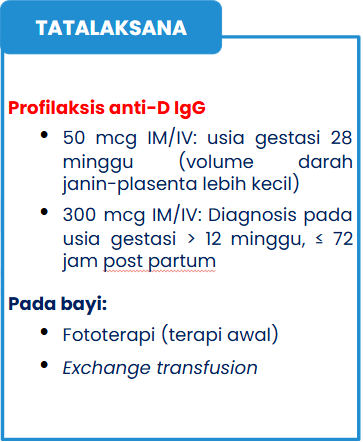 TATALAKSANA
Profilaksis anti-D IgG
• 50 mcg IM/IV: usia gestasi 28
minggu (volume darah
janin-plasenta lebih kecil)
• 300 mcg IM/IV: Diagnosis pada
usia gestasi > 12 minggu, ≤ 72
jam post partum
Pada bayi:
• Fototerapi (terapi awal)
• Exchange transfusion